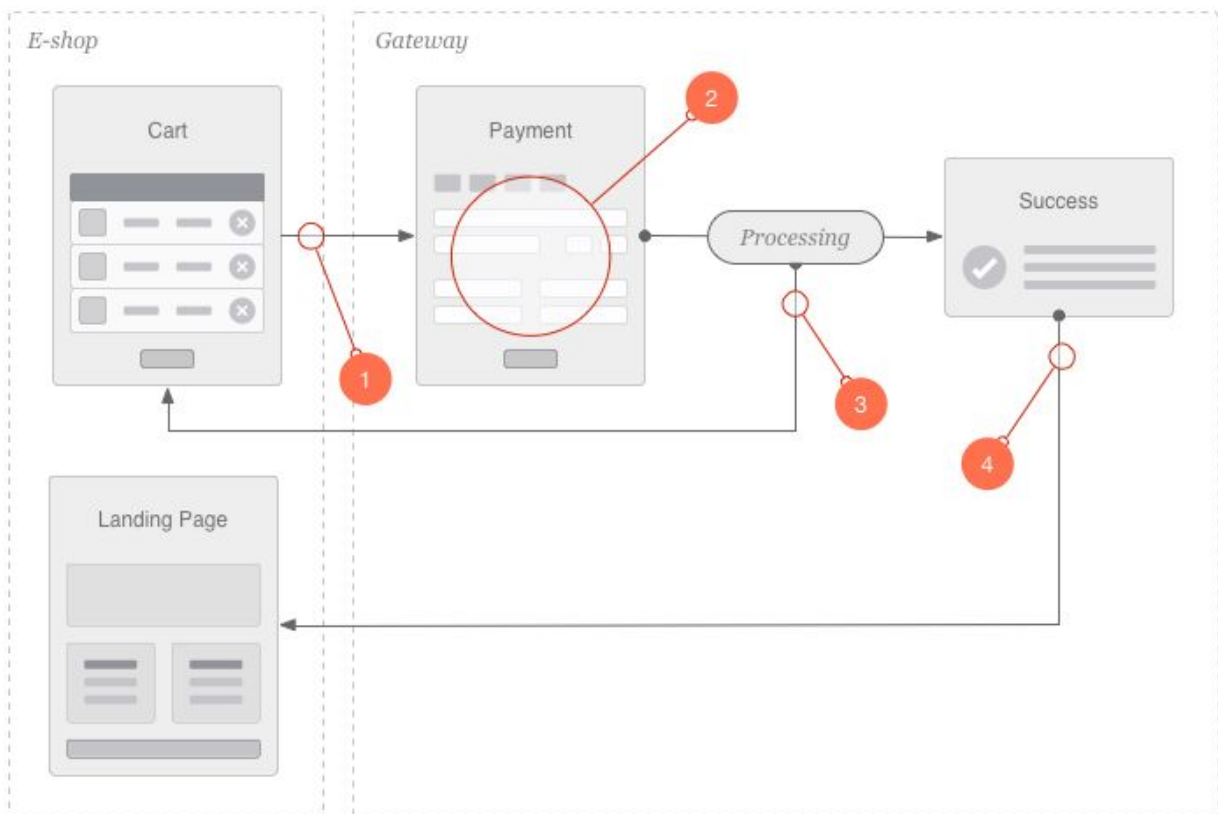 E-shop
Gateway
Cart
Payment
2
Success
Processing
1
3
4
Landing Page